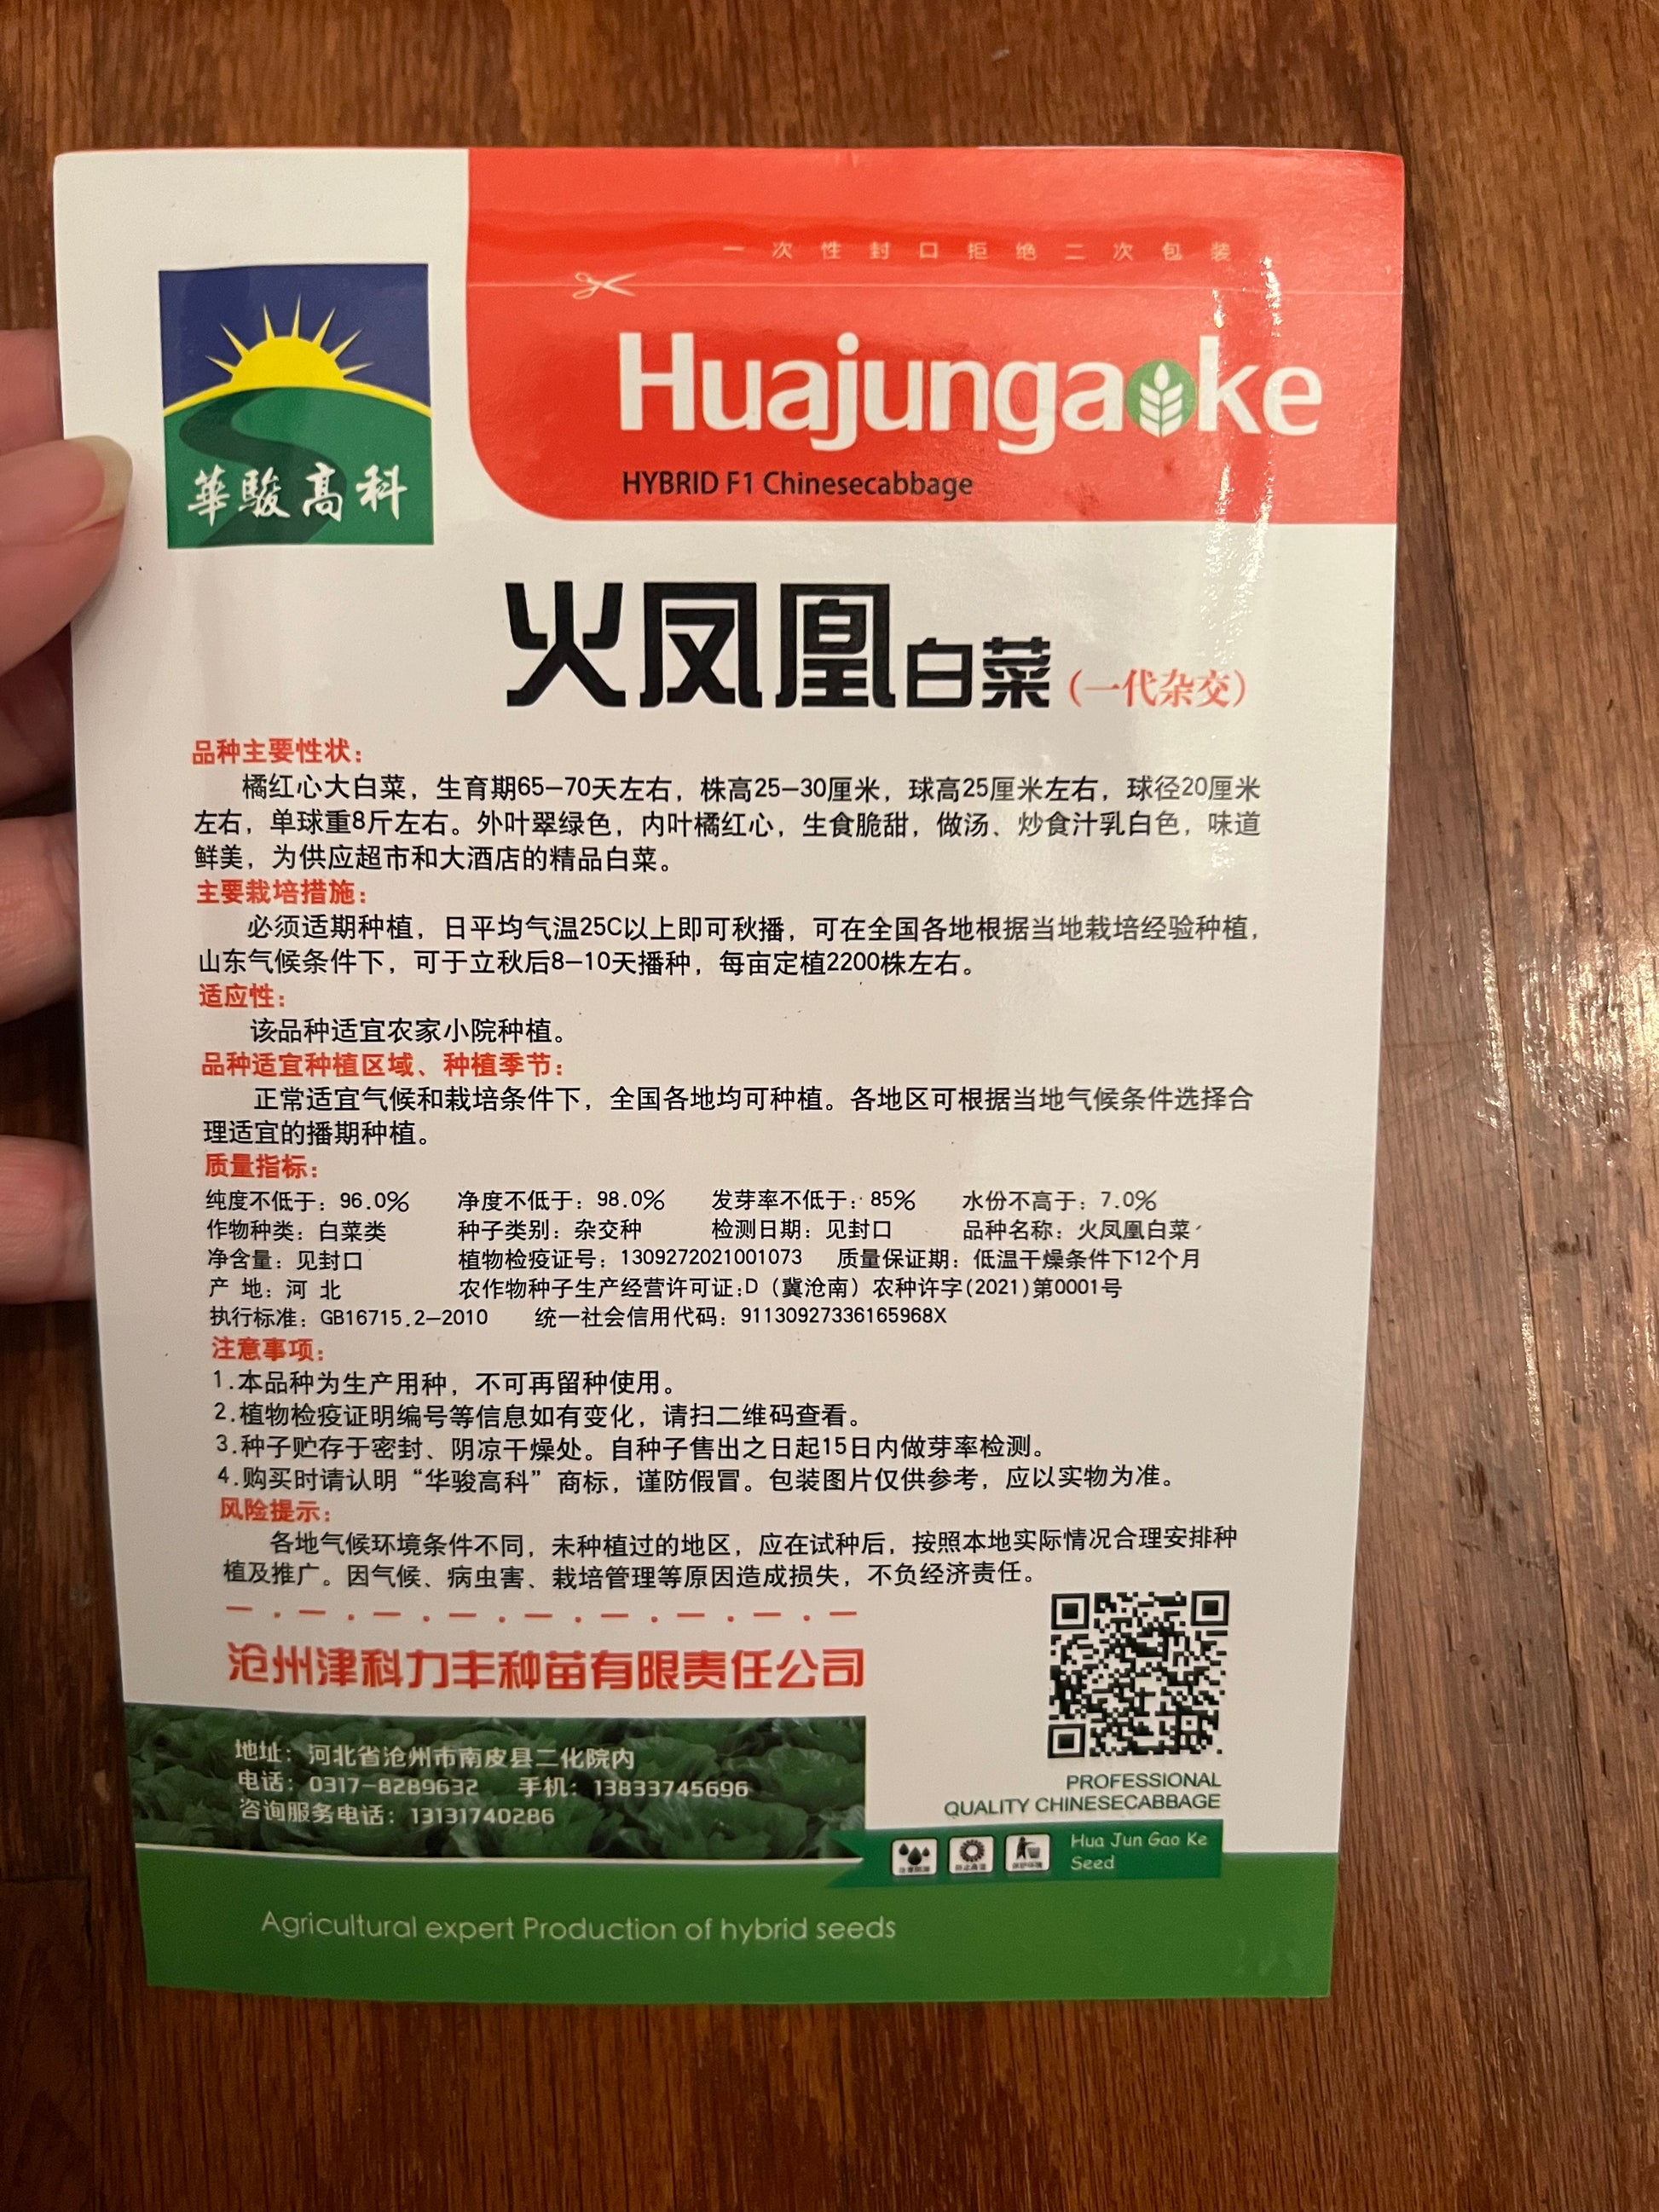 一次性封口拒绝二次包装
Huajungaoke
HYBRID F1 Chinesecabbage
華駿高科
火凤凰白菜（一代杂交）
品种主要性状：
橘红心大白菜，生育期65—70天左右，株高25—30厘米，球高25厘米左右，球径20厘米
左右，单球重8斤左右。外叶翠绿色，内叶橘红心，生食脆甜，做汤、炒食汁乳白色，味道
鲜美，为供应超市和大酒店的精品白菜。
主要栽培措施：
必须适期种植，日平均气温25C以上即可秋播，可在全国各地根据当地栽培经验种植，
山东气候条件下，可于立秋后8—10天播种，每亩定植2200株左右。
适应性：
该品种适宜农家小院种植。
品种适宜种植区域、种植季节：
正常适宜气候和栽培条件下，全国各地均可种植。各地区可根据当地气候条件选择合
理适宜的播期种植。
质量指标：
纯度不低于：96.0% 净度不低于：98.0% 发芽率不低于：85% 水份不高于：7.0%
作物种类：白菜类 种子类别：杂交种 检测日期：见封口 品种名称：火凤凰白菜
净含量：见封口 植物检疫证号：1309272021001073 质量保证期：低温干燥条件下12个月
产 地：河 北 农作物种子生产经营许可证:D（冀沧南）农种许字(2021)第0001号
执行标准：GB16715.2—2010 统一社会信用代码：91130927336165968X
注意事项：
1.本品种为生产用种，不可再留种使用。
2.植物检疫证明编号等信息如有变化，请扫二维码查看。
3.种子贮存于密封、阴凉干燥处。自种子售出之日起15日内做芽率检测。
4.购买时请认明“华骏高科”商标，谨防假冒。包装图片仅供参考，应以实物为准。
风险提示：
各地气候环境条件不同，未种植过的地区，应在试种后，按照本地实际情况合理安排种
植及推广。因气候、病虫害、栽培管理等原因造成损失，不负经济责任。
沧州津科力丰种苗有限责任公司
地址：河北省沧州市南皮县二化院内
电话：0317-8289632 手机：13833745696
咨询服务电话：13131740286
PROFESSIONAL
QUALITY CHINESECABBAGE
Hua Jun Gao Ke
Seed
Agricultural expert Production of hybrid seeds